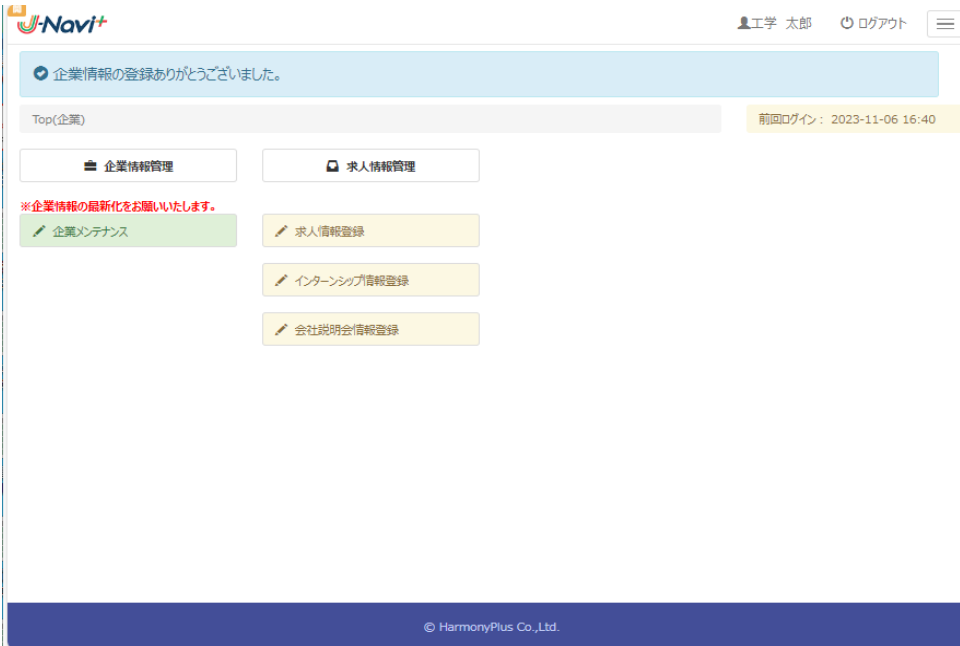 開
J-Navi+
工学 太郎 ログアウト
企業情報の登録ありがとうございました。
Top(企業)
前回ログイン： 2023-11-06 16:40
企業情報管理
求人情報管理
※企業情報の最新化をお願いいたします。
企業メンテナンス
求人情報登録
インターンシップ情報登録
会社説明会情報登録
© HarmonyPlus Co.,Ltd.